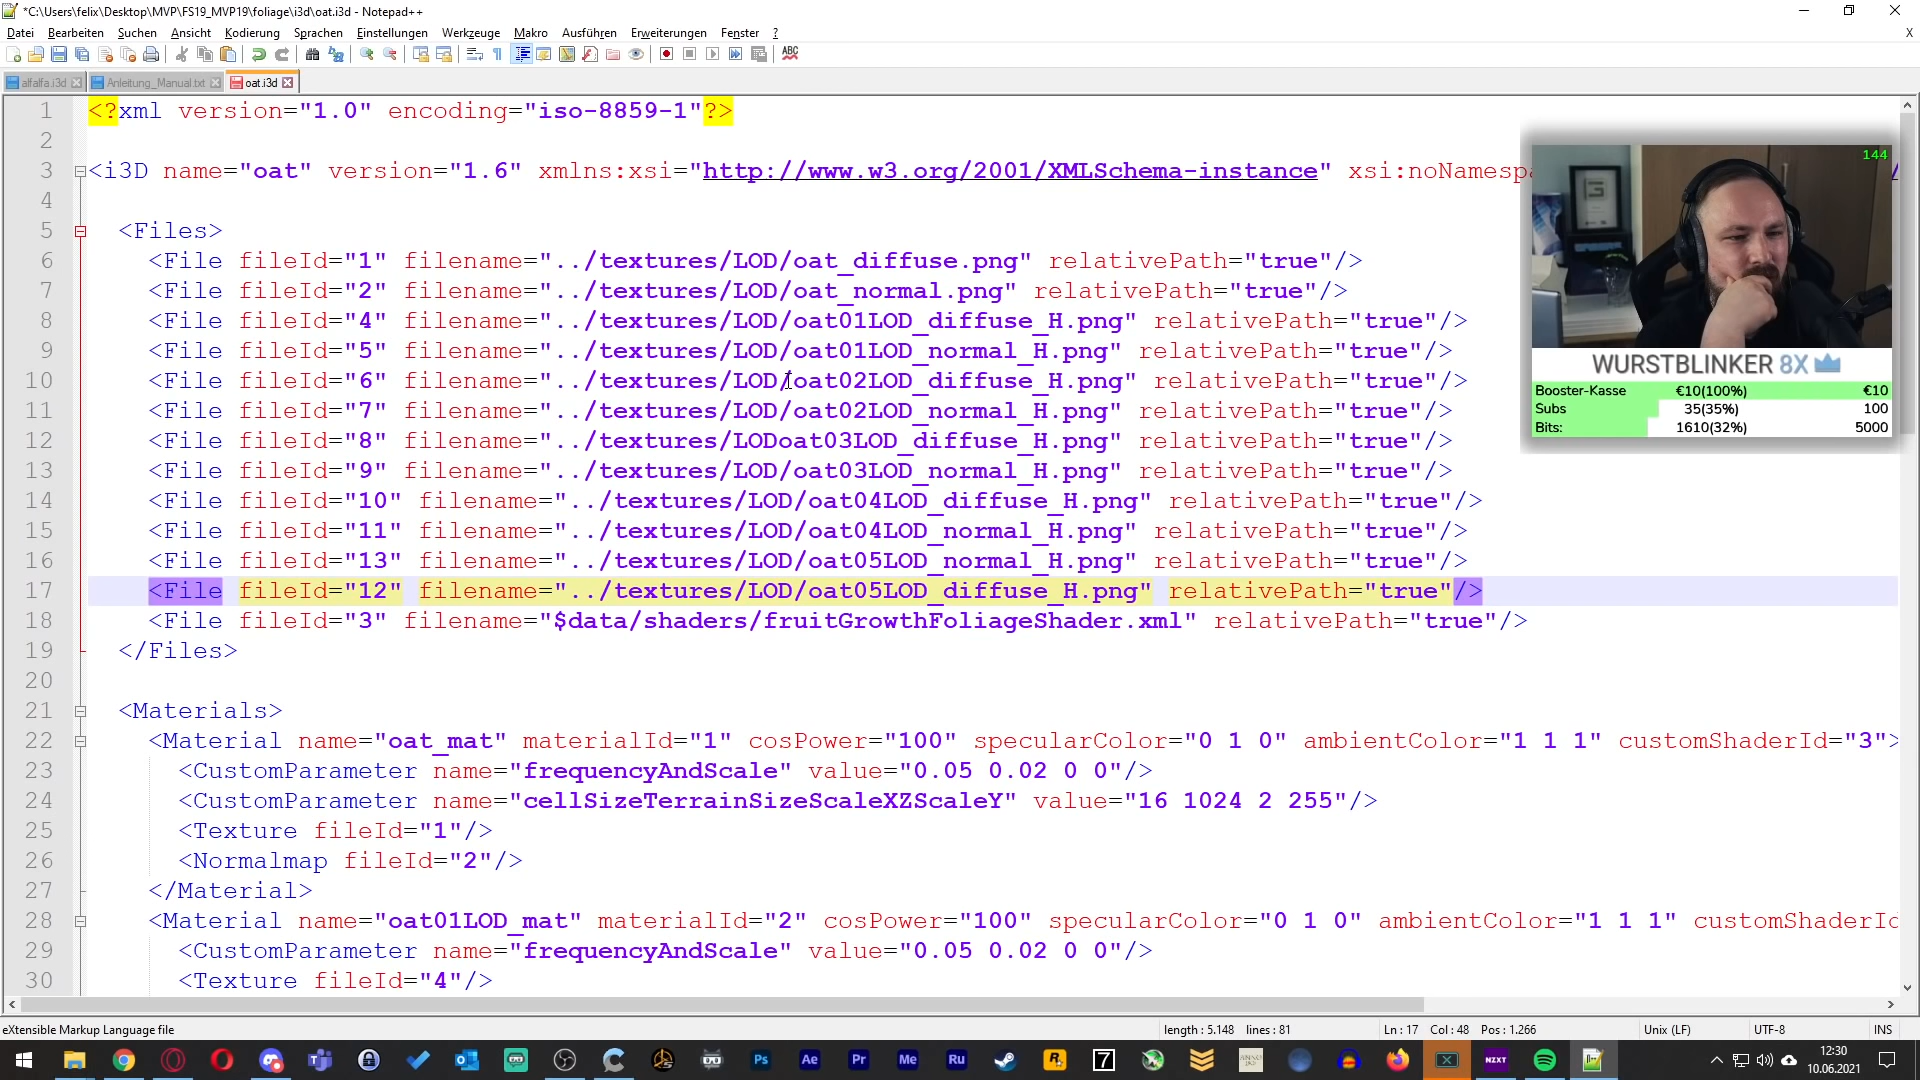 *C:\Users\felix\Desktop\MVP\FS19_MVP19\foliage\i3d\oat.i3d - Notepad++
Datei Bearbeiten Suchen Ansicht Kodierung Sprachen Einstellungen Werkzeuge Makro Ausführen Erweiterungen Fenster ? X
ABC
alfalfa.i3d Anleitung_Manual.txt oat.i3d
1 <?xml version="1.0" encoding="iso-8859-1"?>
2
3 <i3D name="oat" version="1.6" xmlns:xsi="http://www.w3.org/2001/XMLSchema-instance" xsi:noNamespa
4
5 <Files>
6 <File fileId="1" filename="../textures/LOD/oat_diffuse.png" relativePath="true"/>
7 <File fileId="2" filename="../textures/LOD/oat_normal.png" relativePath="true"/>
8 <File fileId="4" filename="../textures/LOD/oat01LOD_diffuse_H.png" relativePath="true"/>
9 <File fileId="5" filename="../textures/LOD/oat01LOD_normal_H.png" relativePath="true"/>
10 <File fileId="6" filename="../textures/LOD/oat02LOD_diffuse_H.png" relativePath="true"/>
11 <File fileId="7" filename="../textures/LOD/oat02LOD_normal_H.png" relativePath="true"/>
12 <File fileId="8" filename="../textures/LODoat03LOD_diffuse_H.png" relativePath="true"/>
13 <File fileId="9" filename="../textures/LOD/oat03LOD_normal_H.png" relativePath="true"/>
14 <File fileId="10" filename="../textures/LOD/oat04LOD_diffuse_H.png" relativePath="true"/>
15 <File fileId="11" filename="../textures/LOD/oat04LOD_normal_H.png" relativePath="true"/>
16 <File fileId="13" filename="../textures/LOD/oat05LOD_normal_H.png" relativePath="true"/>
17 <File fileId="12" filename="../textures/LOD/oat05LOD_diffuse_H.png" relativePath="true"/>
18 <File fileId="3" filename="$data/shaders/fruitGrowthFoliageShader.xml" relativePath="true"/>
19 </Files>
20
21 <Materials>
22 <Material name="oat_mat" materialId="1" cosPower="100" specularColor="0 1 0" ambientColor="1 1 1" customShaderId="3">
23 <CustomParameter name="frequencyAndScale" value="0.05 0.02 0 0"/>
24 <CustomParameter name="cellSizeTerrainSizeScaleXZScaleY" value="16 1024 2 255"/>
25 <Texture fileId="1"/>
26 <Normalmap fileId="2"/>
27 </Material>
28 <Material name="oat01LOD_mat" materialId="2" cosPower="100" specularColor="0 1 0" ambientColor="1 1 1" customShaderId
29 <CustomParameter name="frequencyAndScale" value="0.05 0.02 0 0"/>
30 <Texture fileId="4"/>
144
WURSTBLINKER 8X
Booster-Kasse €10(100%) €10
Subs 35(35%) 100
Bits: 1610(32%) 5000
eXtensible Markup Language file length : 5.148 lines : 81 Ln : 17 Col : 48 Pos : 1.266 Unix (LF) UTF-8 INS
Ps Ae Pr Me Ru R 7 NZXT
12:30
10.06.2021